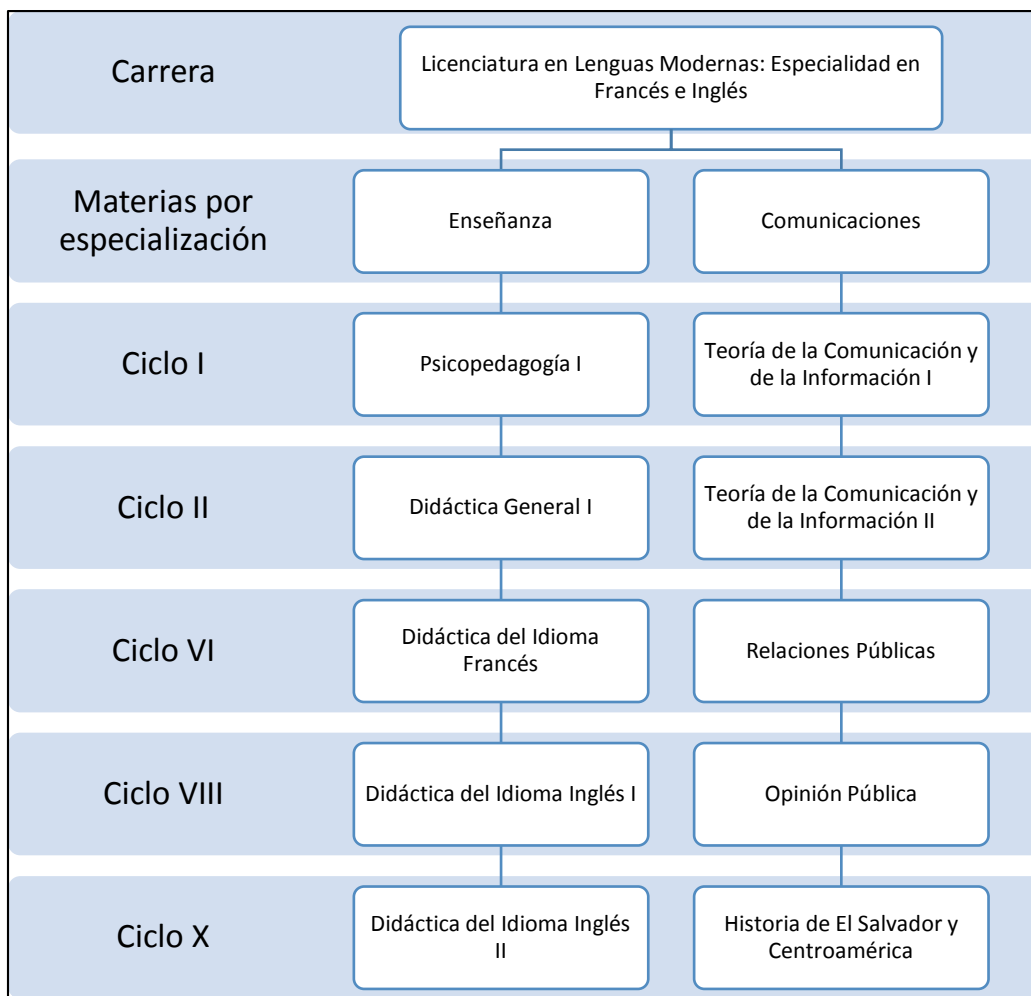 Carrera
Licenciatura en Lenguas Modernas: Especialidad en
Francés e Inglés
Materias por
especialización
Enseñanza
Comunicaciones
Ciclo I
Psicopedagogía I
Teoría de la Comunicación y
de la Información I
Ciclo II
Didáctica General I
Teoría de la Comunicación y
de la Información II
Ciclo VI
Didáctica del Idioma
Francés
Relaciones Públicas
Ciclo VIII
Didáctica del Idioma Inglés I
Opinión Pública
Ciclo X
Didáctica del Idioma Inglés
II
Historia de El Salvador y
Centroamérica